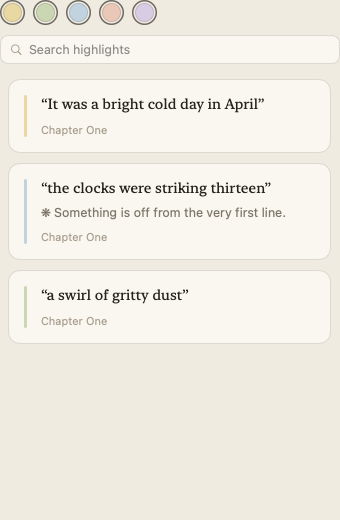 Search highlights
“It was a bright cold day in April”
Chapter One
“the clocks were striking thirteen”
❋ Something is off from the very first line.
Chapter One
“a swirl of gritty dust”
Chapter One